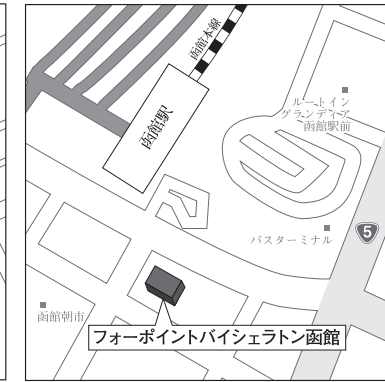 函館本線
函館駅
ルートイン
グランディア
函館駅前
バスターミナル
5
函館朝市
フォーポイントバイシェラトン函館